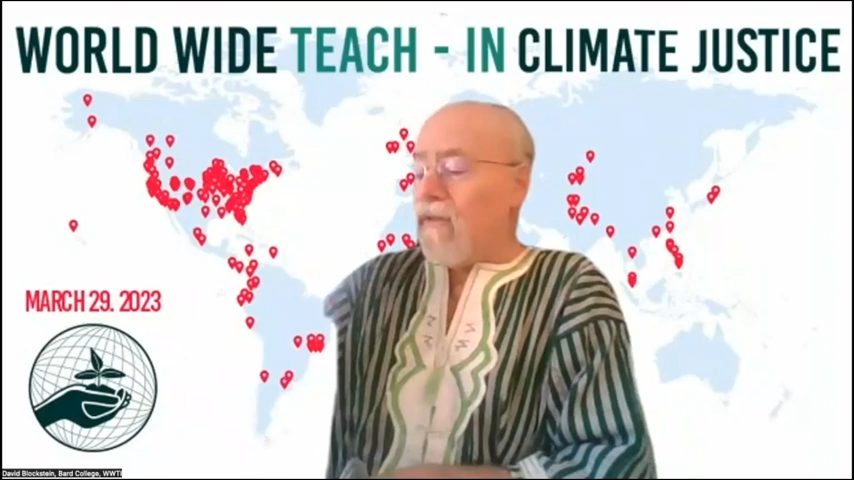 WORLD WIDE TEACH - IN CLIMATE JUSTICE
MARCH 29. 2023
David Blockstein, Bard College, WWTI